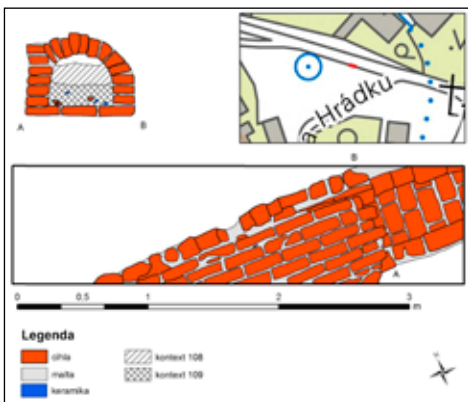 A B
Hrádku
B
A
0 0,5 1 2 3
m
Legenda
cihla
malta
keramika
kontext 108
kontext 109